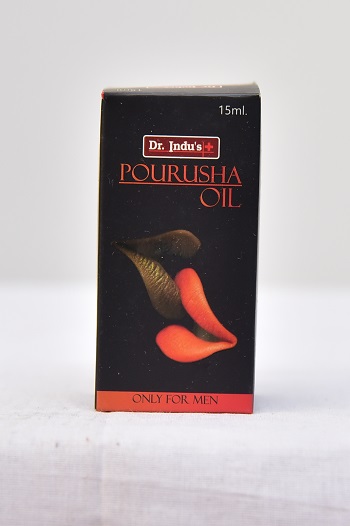 15ml.
Dr. Indu's
POURUSHA
OIL
ONLY FOR MEN